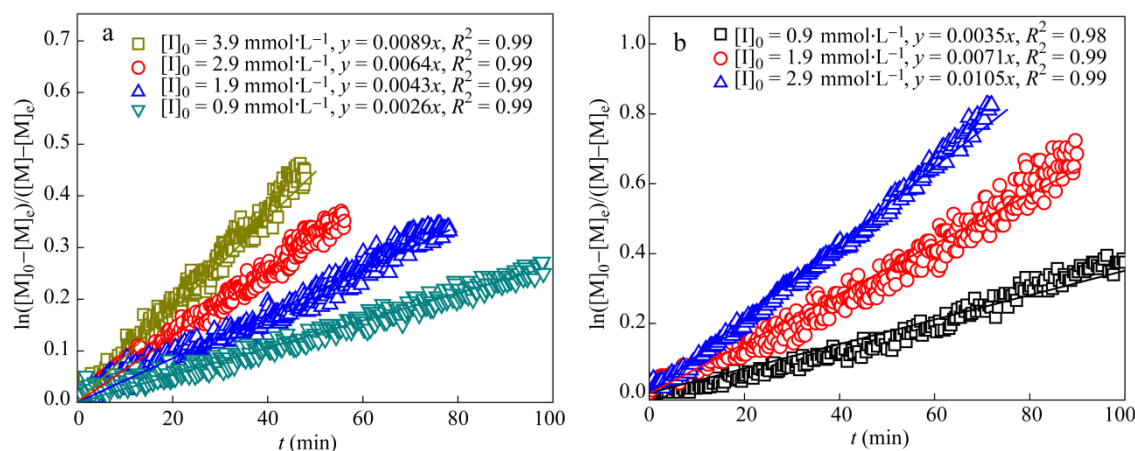 a
[I]₀ = 3.9 mmol·L⁻¹, y = 0.0089x, R² = 0.99
[I]₀ = 2.9 mmol·L⁻¹, y = 0.0064x, R² = 0.99
[I]₀ = 1.9 mmol·L⁻¹, y = 0.0043x, R² = 0.99
[I]₀ = 0.9 mmol·L⁻¹, y = 0.0026x, R² = 0.99
ln([M]₀−[M]ₑ)/([M]−[M]ₑ)
0.7
0.6
0.5
0.4
0.3
0.2
0.1
0.0
0 20 40 60 80 100
t (min)
b
[I]₀ = 0.9 mmol·L⁻¹, y = 0.0035x, R² = 0.98
[I]₀ = 1.9 mmol·L⁻¹, y = 0.0071x, R² = 0.99
[I]₀ = 2.9 mmol·L⁻¹, y = 0.0105x, R² = 0.99
ln([M]₀−[M]ₑ)/([M]−[M]ₑ)
1.0
0.8
0.6
0.4
0.2
0.0
0 20 40 60 80 100
t (min)